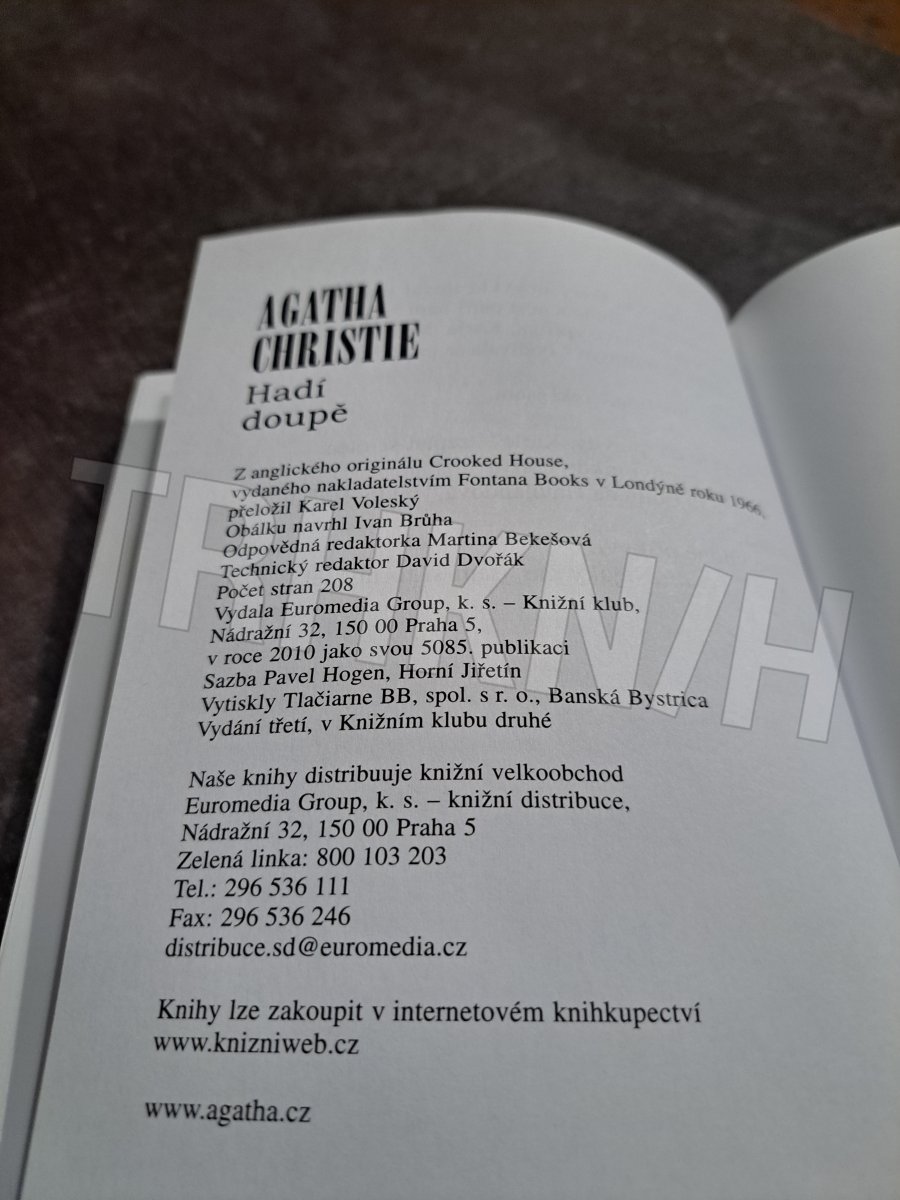 AGATHA
CHRISTIE
Hadí
doupě
Z anglického originálu Crooked House,
vydaného nakladatelstvím Fontana Books v Londýně roku 1966,
přeložil Karel Voleský
Obálku navrhl Ivan Brůha
Odpovědná redaktorka Martina Bekešová
Technický redaktor David Dvořák
Počet stran 208
Vydala Euromedia Group, k. s. – Knižní klub,
Nádražní 32, 150 00 Praha 5,
v roce 2010 jako svou 5085. publikaci
Sazba Pavel Hogen, Horní Jiřetín
Vytiskly Tlačiarne BB, spol. s r. o., Banská Bystrica
Vydání třetí, v Knižním klubu druhé
Naše knihy distribuuje knižní velkoobchod
Euromedia Group, k. s. – knižní distribuce,
Nádražní 32, 150 00 Praha 5
Zelená linka: 800 103 203
Tel.: 296 536 111
Fax: 296 536 246
distribuce.sd@euromedia.cz
Knihy lze zakoupit v internetovém knihkupectví
www.knizniweb.cz
www.agatha.cz